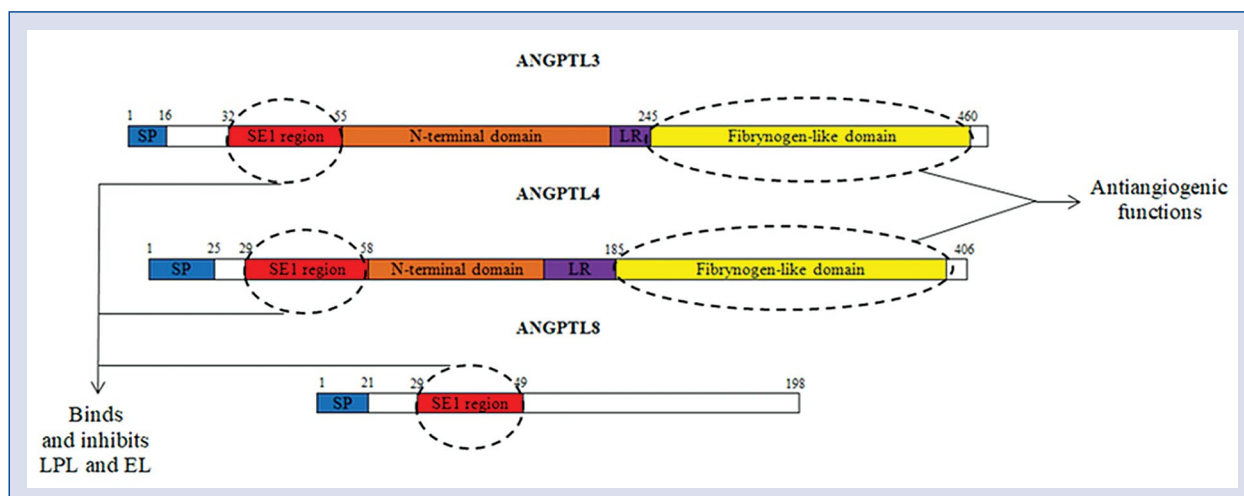 ANGPTL3
1 16 32 55 245 460
SP SE1 region N-terminal domain LR Fibrynogen-like domain
ANGPTL4
Antiangiogenic
functions
1 25 29 58 185 406
SP SE1 region N-terminal domain LR Fibrynogen-like domain
ANGPTL8
1 21 29 49 198
SP SE1 region
Binds
and inhibits
LPL and EL